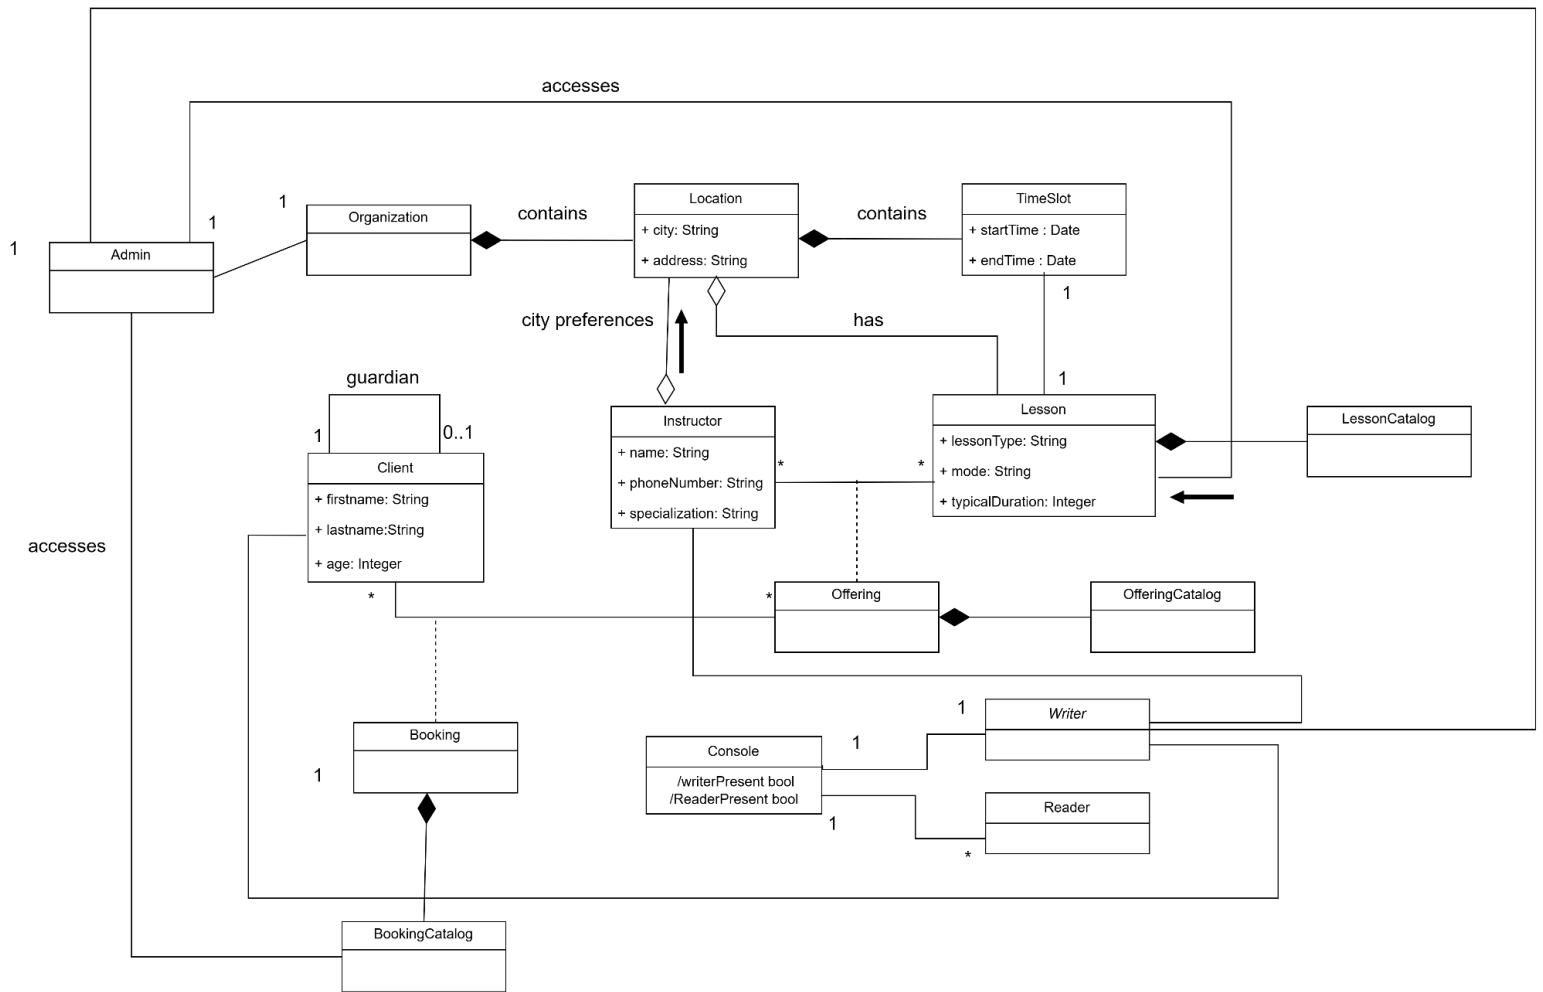 accesses
Location
+ city: String
+ address: String
TimeSlot
+ startTime : Date
+ endTime : Date
1
Organization
1
contains
contains
1
Admin
1
city preferences
has
1
guardian
1
0..1
Client
+ firstname: String
+ lastname:String
+ age: Integer
Instructor
+ name: String
+ phoneNumber: String
+ specialization: String
*
*
Lesson
+ lessonType: String
+ mode: String
+ typicalDuration: Integer
LessonCatalog
accesses
*
*
Offering
OfferingCatalog
Booking
1
Console
/writerPresent bool
/ReaderPresent bool
1
1
Writer
1
*
Reader
BookingCatalog